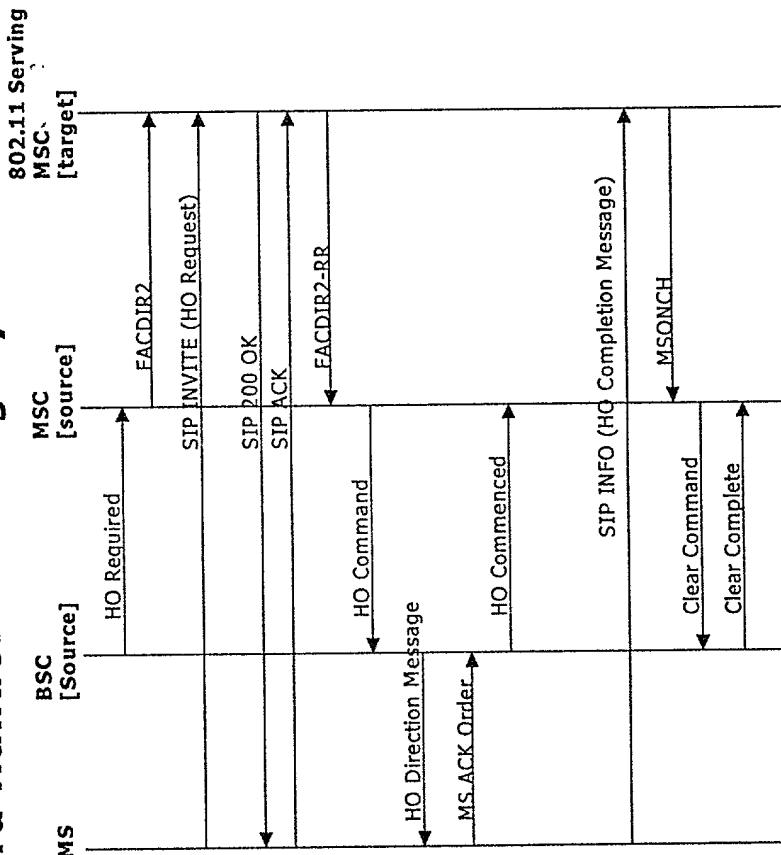 MS
BSC
[Source]
MSC
[source]
802.11 Serving
MSC
[target]
HO Required
FACDIR2
SIP INVITE (HO Request)
SIP 200 OK
SIP ACK
FACDIR2-RR
HO Command
HO Direction Message
MS ACK Order
HO Commenced
SIP INFO (HO Completion Message)
MSONCH
Clear Command
Clear Complete